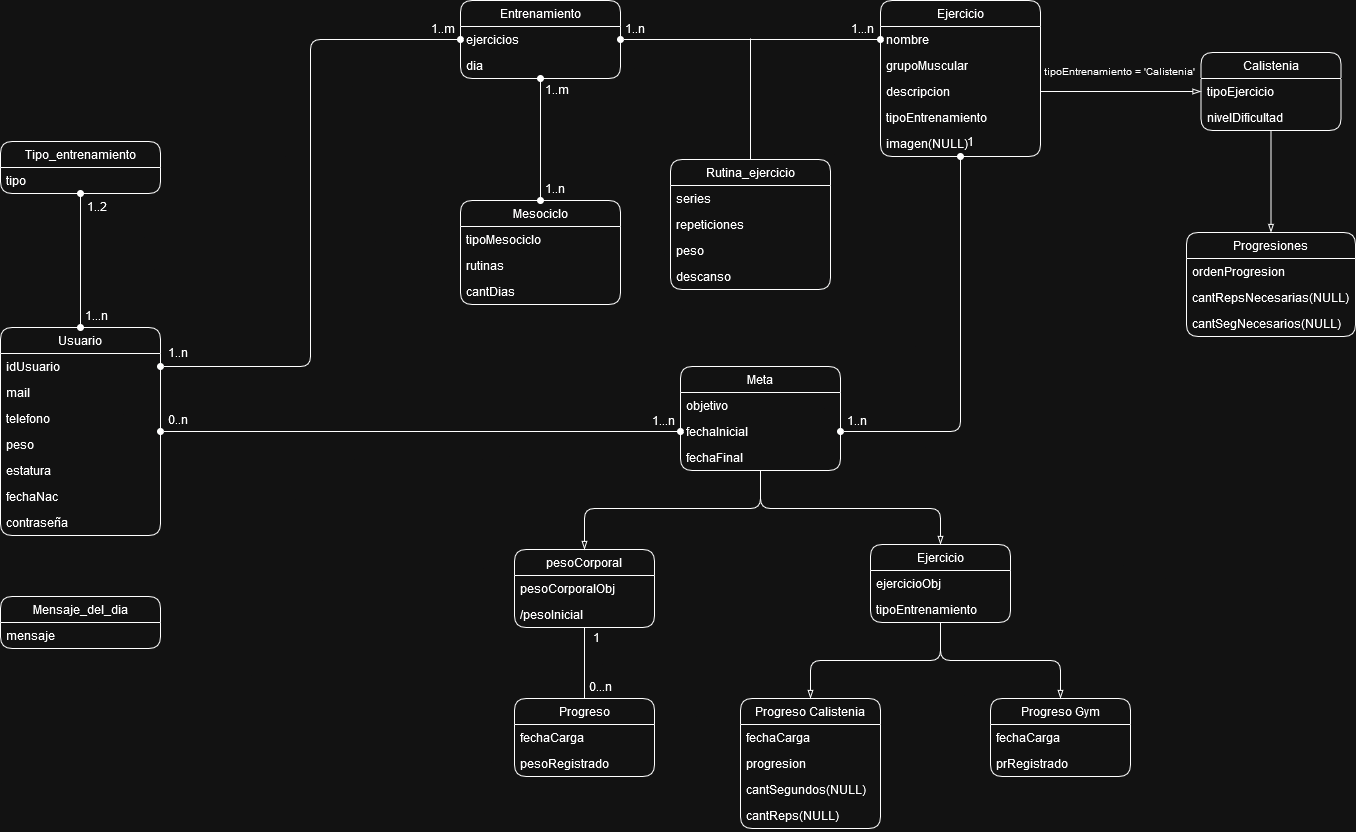 Entrenamiento
ejercicios
dia
1..m
1..n
1..m
1..n
Mesociclo
tipoMesociclo
rutinas
cantDias
1...n
Ejercicio
nombre
grupoMuscular
descripcion
tipoEntrenamiento
imagen(NULL)
1
tipoEntrenamiento = 'Calistenia'
Calistenia
tipoEjercicio
nivelDificultad
Rutina_ejercicio
series
repeticiones
peso
descanso
Progresiones
ordenProgresion
cantRepsNecesarias(NULL)
cantSegNecesarios(NULL)
Tipo_entrenamiento
tipo
1..2
1...n
Usuario
idUsuario
mail
telefono
peso
estatura
fechaNac
contraseña
1..n
0..n
1...n
Meta
objetivo
fechaInicial
fechaFinal
1..n
Mensaje_del_dia
mensaje
pesoCorporal
pesoCorporalObj
/pesoInicial
1
0...n
Progreso
fechaCarga
pesoRegistrado
Ejercicio
ejercicioObj
tipoEntrenamiento
Progreso Calistenia
fechaCarga
progresion
cantSegundos(NULL)
cantReps(NULL)
Progreso Gym
fechaCarga
prRegistrado